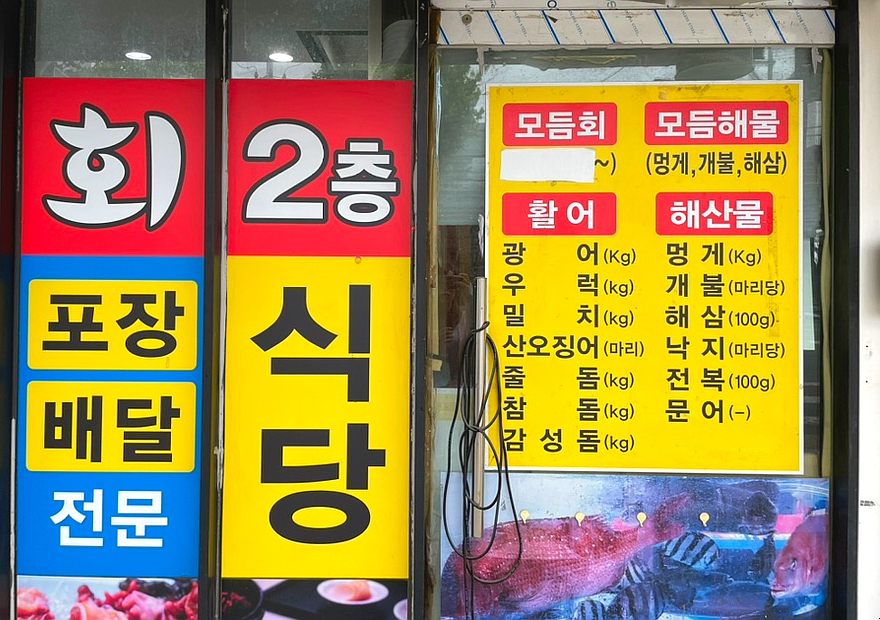 회
포장
배달
전문
2층
식
당
모듬회
~)
모듬해물
(멍게,개불,해삼)
활어
광어(Kg)
우럭(kg)
밀치(kg)
산오징어(마리)
줄돔(kg)
참돔(kg)
감성돔(kg)
해산물
멍게(Kg)
개불(마리당)
해삼(100g)
낙지(마리당)
전복(100g)
문어(-)